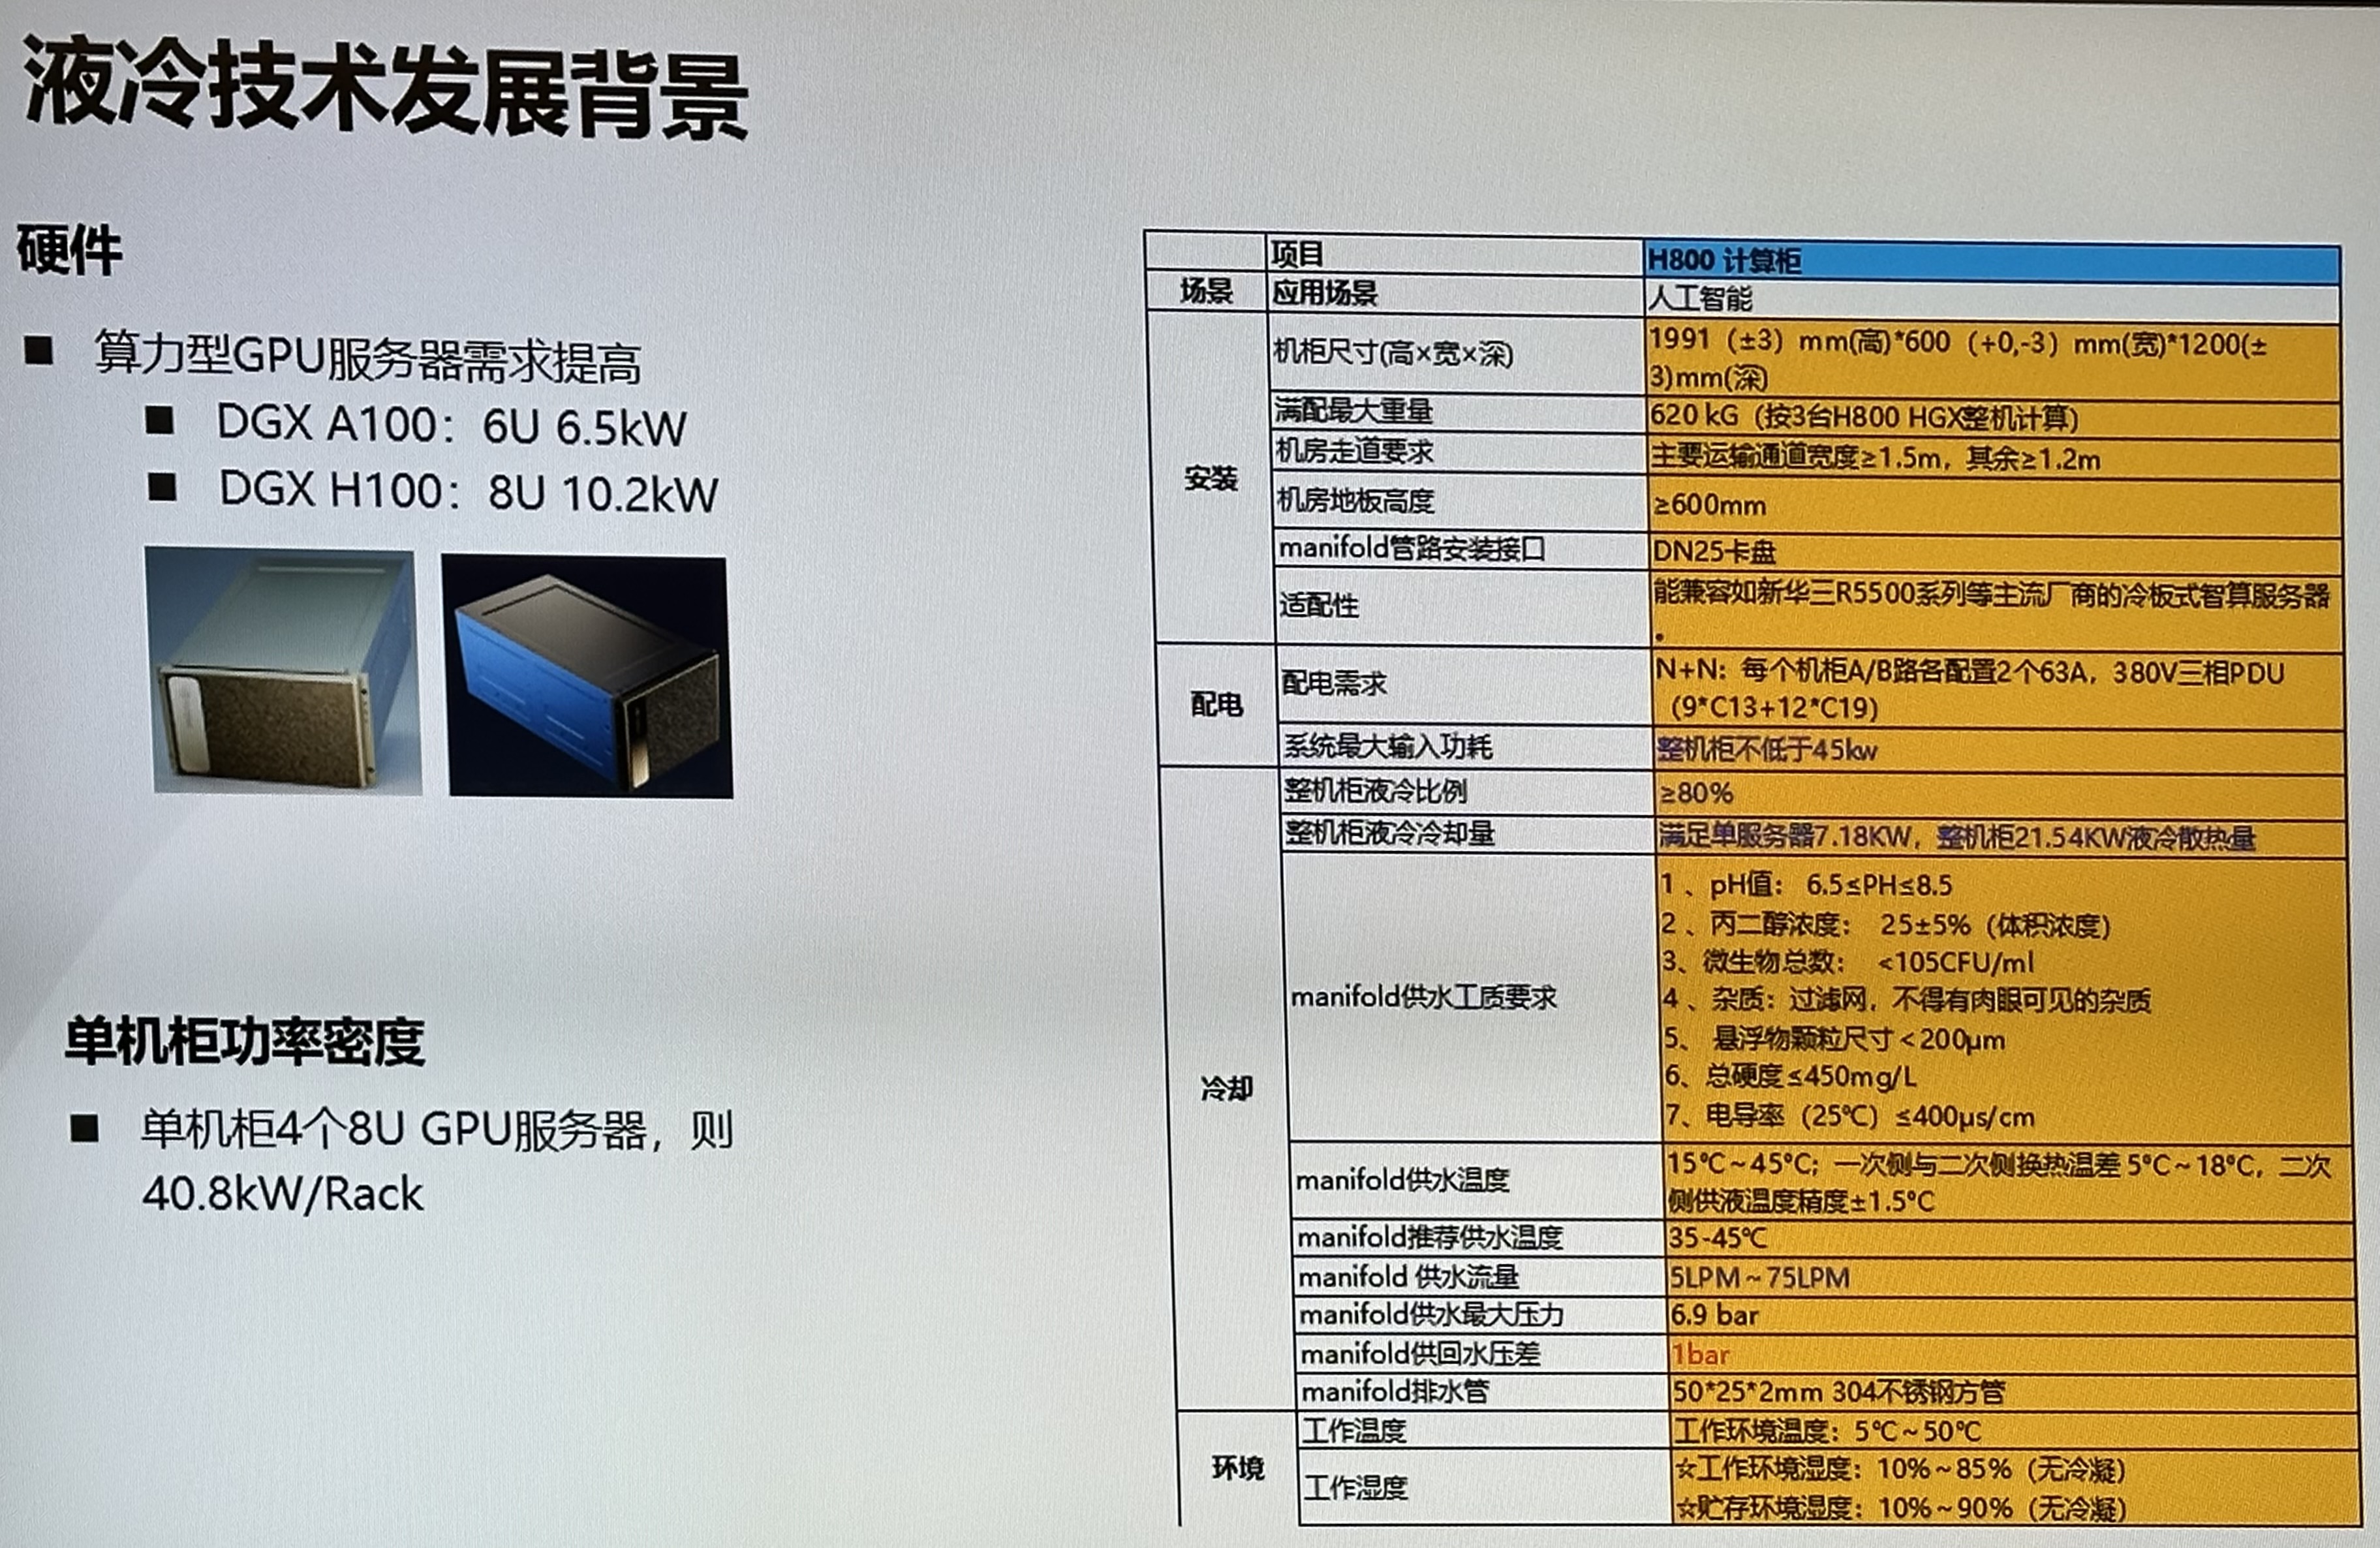 液冷技术发展背景
硬件
■ 算力型GPU服务器需求提高
■ DGX A100：6U 6.5kW
■ DGX H100：8U 10.2kW
单机柜功率密度
■ 单机柜4个8U GPU服务器，则
40.8kW/Rack
项目 H800 计算柜
场景 应用场景 人工智能
安装
机柜尺寸(高×宽×深) 1991（±3）mm(高)*600（+0,-3）mm(宽)*1200(±
3)mm(深)
满配最大重量 620 kG（按3台H800 HGX整机计算）
机房走道要求 主要运输通道宽度≥1.5m，其余≥1.2m
机房地板高度 ≥600mm
manifold管路安装接口 DN25卡盘
适配性 能兼容如新华三R5500系列等主流厂商的冷板式智算服务器
。
配电
配电需求 N+N：每个机柜A/B路各配置2个63A，380V三相PDU
（9*C13+12*C19）
系统最大输入功耗 整机柜不低于45kw
冷却
整机柜液冷比例 ≥80%
整机柜液冷冷却量 满足单服务器7.18KW，整机柜21.54KW液冷散热量
manifold供水工质要求
1 、pH值： 6.5≤PH≤8.5
2 、丙二醇浓度： 25±5%（体积浓度）
3、微生物总数： <105CFU/ml
4 、杂质：过滤网，不得有肉眼可见的杂质
5、 悬浮物颗粒尺寸＜200μm
6、总硬度≤450mg/L
7、电导率（25℃）≤400μs/cm
manifold供水温度 15℃~45℃；一次侧与二次侧换热温差 5℃~18℃，二次
侧供液温度精度±1.5℃
manifold推荐供水温度 35-45℃
manifold 供水流量 5LPM~75LPM
manifold供水最大压力 6.9 bar
manifold供回水压差 1bar
manifold排水管 50*25*2mm 304不锈钢方管
环境
工作温度 工作环境温度：5℃~50℃
工作湿度 ☆工作环境湿度：10%~85%（无冷凝）
☆贮存环境湿度：10%~90%（无冷凝）